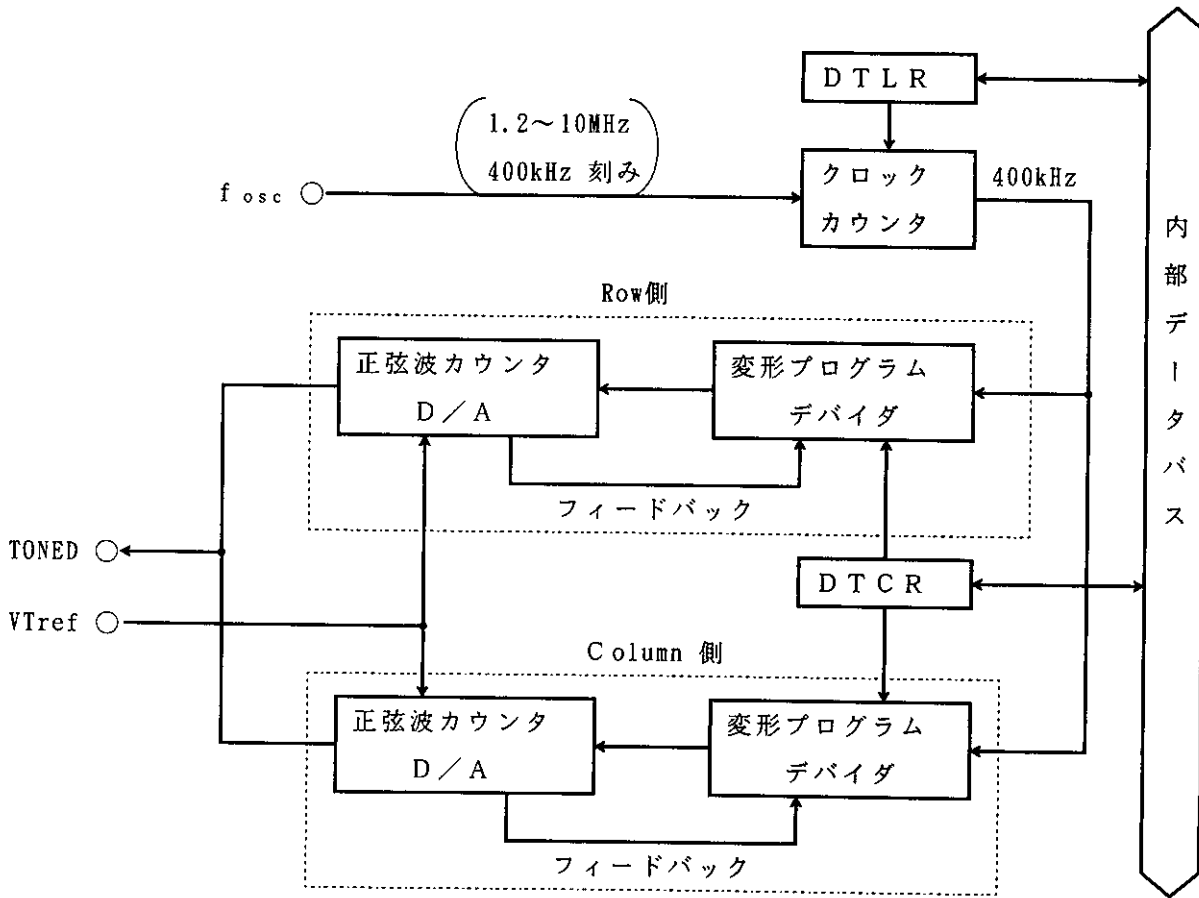 DTLR
1.2~10MHz
400kHz 刻み
fosc
クロック
カウンタ
400kHz
内部データバス
Row側
正弦波カウンタ
D/A
変形プログラム
デバイダ
フィードバック
TONED
DTCR
VTref
Column 側
正弦波カウンタ
D/A
変形プログラム
デバイダ
フィードバック